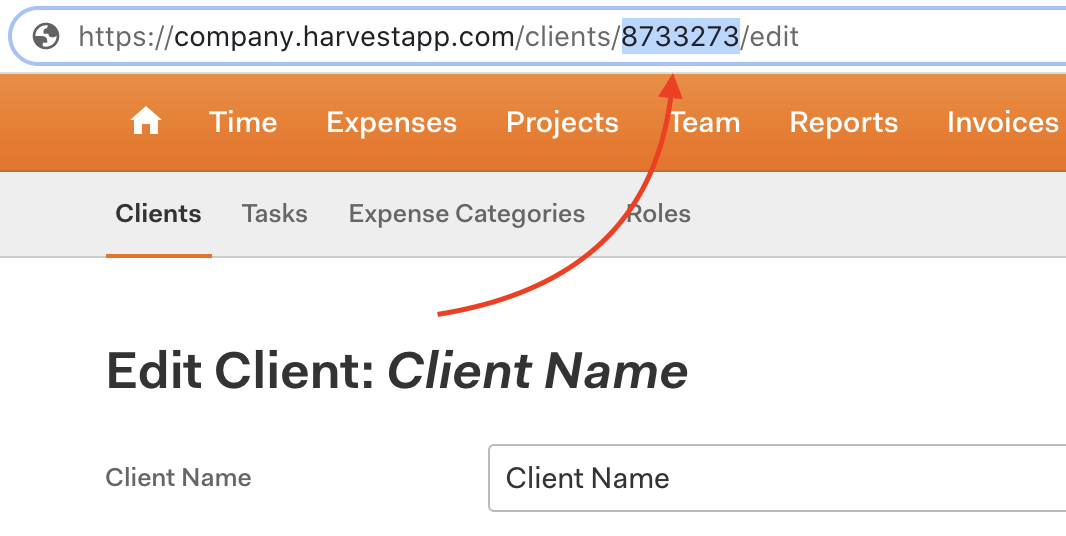 https://company.harvestapp.com/clients/8733273/edit
Time Expenses Projects Team Reports Invoices
Clients Tasks Expense Categories Roles
Edit Client: Client Name
Client Name Client Name